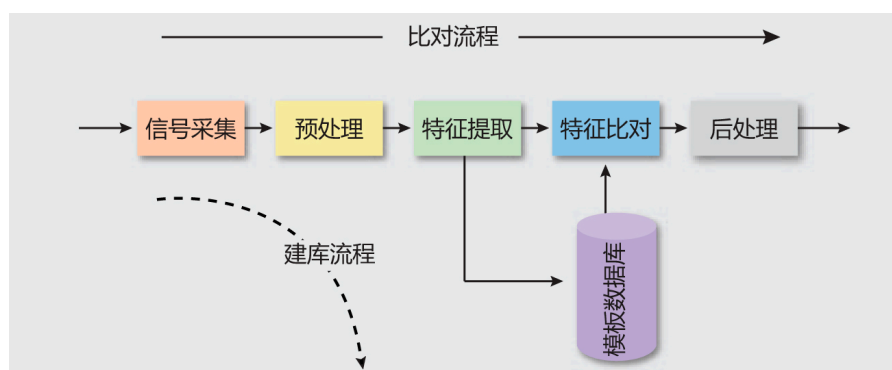 比对流程
信号采集
预处理
特征提取
特征比对
后处理
建库流程
模板数据库